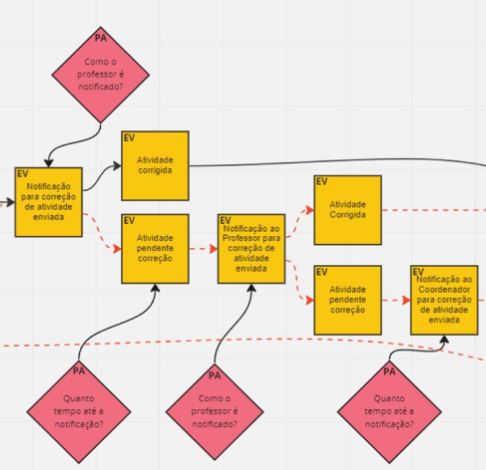 PA
Como o
professor é
notificado?
EV
Atividade
corrigida
EV
Notificação
para correção
de atividade
enviada
EV
Atividade
Corrigida
EV
Atividade
pendente
correção
EV
Notificação ao
Professor para
correção de
atividade
enviada
EV
Atividade
pendente
correção
EV
Notificação ao
Coordenador
para correção
de atividade
enviada
PA
Quanto
tempo até a
notificação?
PA
Como o
professor é
notificado?
PA
Quanto
tempo até a
notificação?